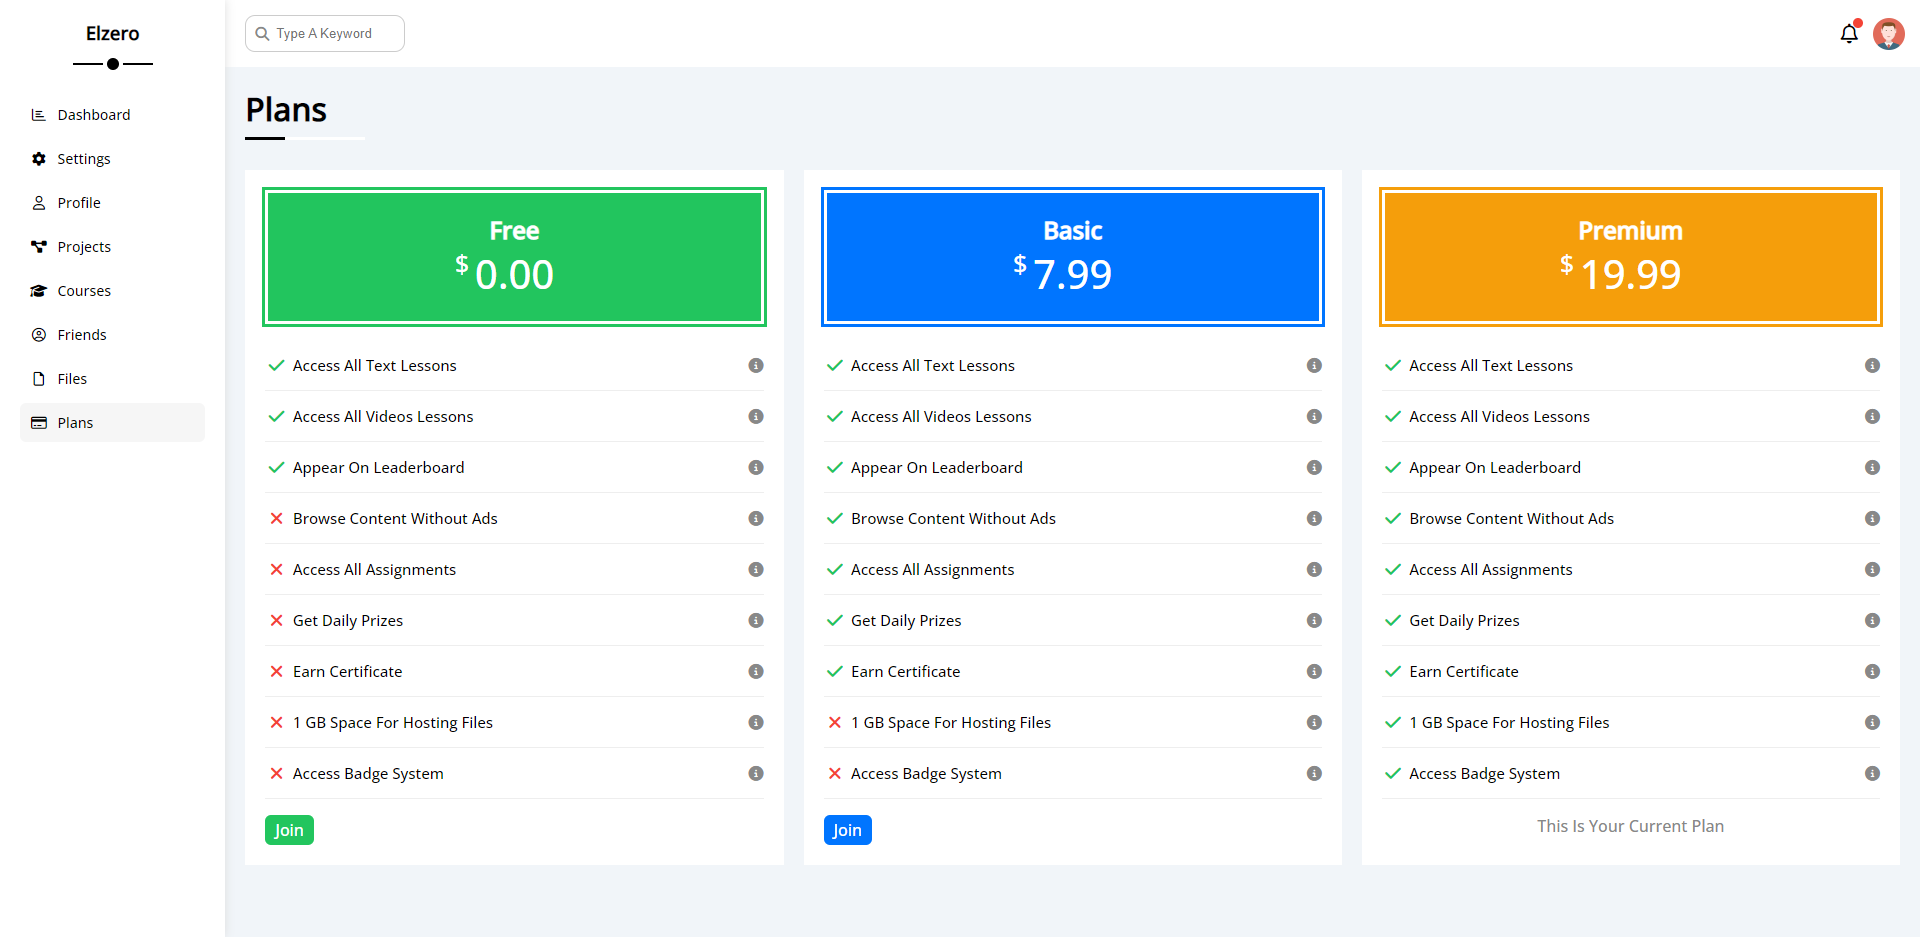 Elzero
Dashboard
Settings
Profile
Projects
Courses
Friends
Files
Plans
Type A Keyword
Plans
Free
$ 0.00
Access All Text Lessons
Access All Videos Lessons
Appear On Leaderboard
Browse Content Without Ads
Access All Assignments
Get Daily Prizes
Earn Certificate
1 GB Space For Hosting Files
Access Badge System
Join
Basic
$ 7.99
Access All Text Lessons
Access All Videos Lessons
Appear On Leaderboard
Browse Content Without Ads
Access All Assignments
Get Daily Prizes
Earn Certificate
1 GB Space For Hosting Files
Access Badge System
Join
Premium
$ 19.99
Access All Text Lessons
Access All Videos Lessons
Appear On Leaderboard
Browse Content Without Ads
Access All Assignments
Get Daily Prizes
Earn Certificate
1 GB Space For Hosting Files
Access Badge System
This Is Your Current Plan